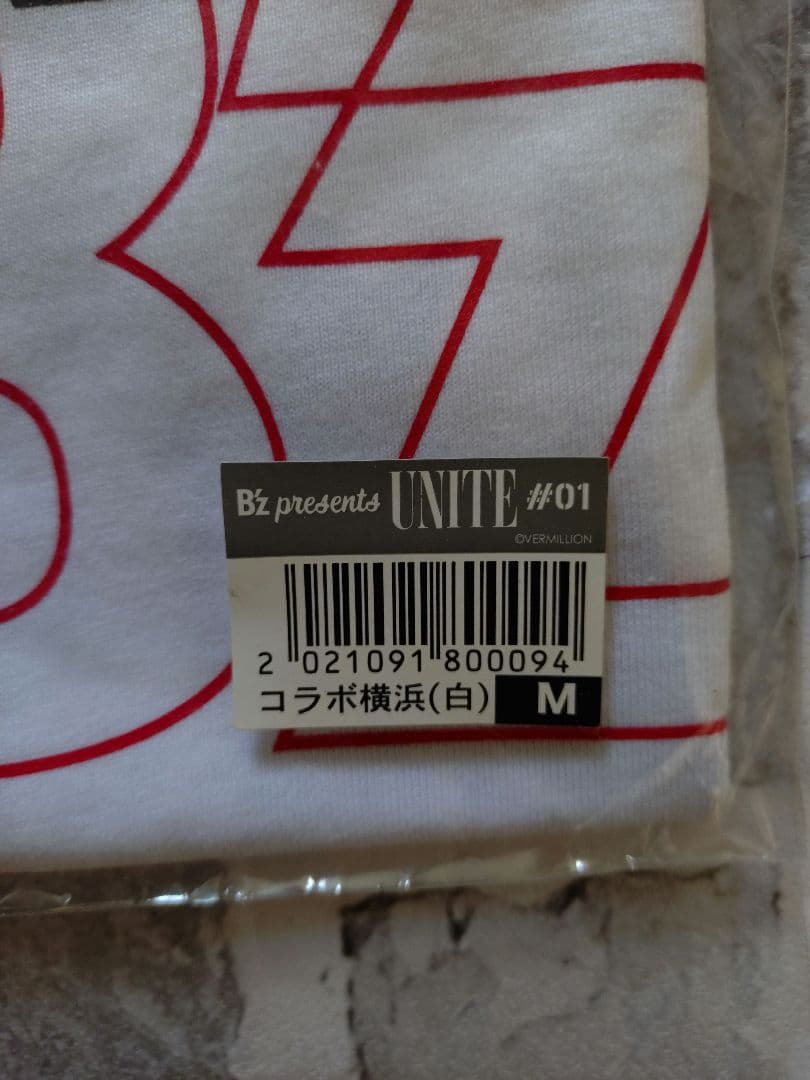 B'z presents UNITE #01
©VERMILLION
2 021091 800094
コラボ横浜(白) M